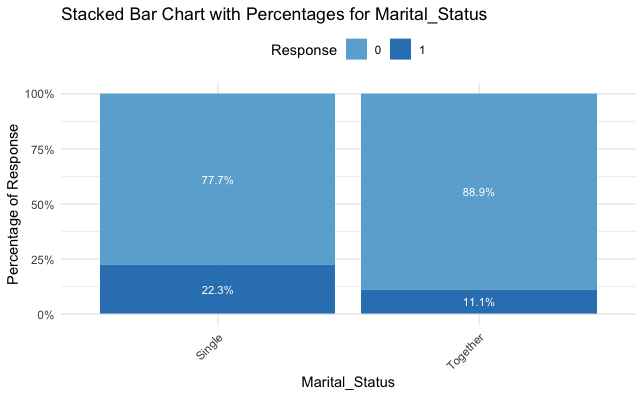 Stacked Bar Chart with Percentages for Marital_Status
Response 0 1
Percentage of Response
100%
75%
50%
25%
0%
77.7%
88.9%
22.3%
11.1%
Single
Together
Marital_Status